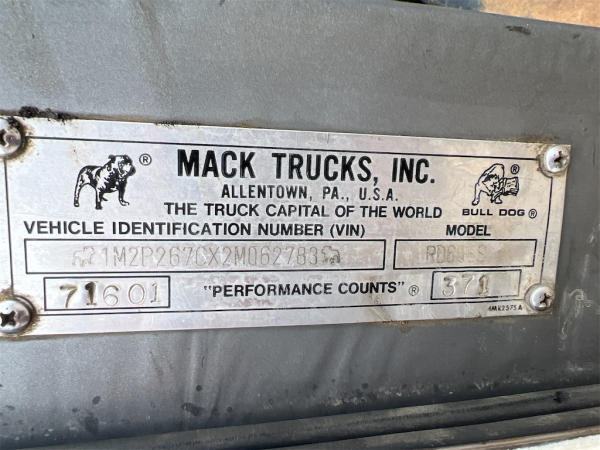 ® MACK TRUCKS, INC.
ALLENTOWN, PA., U.S.A.
THE TRUCK CAPITAL OF THE WORLD BULL DOG ®
VEHICLE IDENTIFICATION NUMBER (VIN) MODEL
1M2P267CX2M062783
71601 "PERFORMANCE COUNTS" ® 371